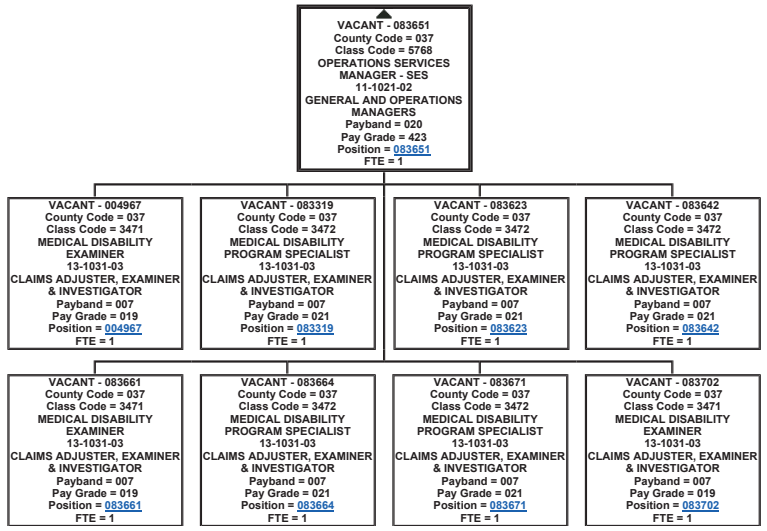 VACANT - 083651
County Code = 037
Class Code = 5768
OPERATIONS SERVICES
MANAGER - SES
11-1021-02
GENERAL AND OPERATIONS
MANAGERS
Payband = 020
Pay Grade = 423
Position = 083651
FTE = 1
VACANT - 004967
County Code = 037
Class Code = 3471
MEDICAL DISABILITY
EXAMINER
13-1031-03
CLAIMS ADJUSTER, EXAMINER
& INVESTIGATOR
Payband = 007
Pay Grade = 019
Position = 004967
FTE = 1
VACANT - 083319
County Code = 037
Class Code = 3472
MEDICAL DISABILITY
PROGRAM SPECIALIST
13-1031-03
CLAIMS ADJUSTER, EXAMINER
& INVESTIGATOR
Payband = 007
Pay Grade = 021
Position = 083319
FTE = 1
VACANT - 083623
County Code = 037
Class Code = 3472
MEDICAL DISABILITY
PROGRAM SPECIALIST
13-1031-03
CLAIMS ADJUSTER, EXAMINER
& INVESTIGATOR
Payband = 007
Pay Grade = 021
Position = 083623
FTE = 1
VACANT - 083642
County Code = 037
Class Code = 3472
MEDICAL DISABILITY
PROGRAM SPECIALIST
13-1031-03
CLAIMS ADJUSTER, EXAMINER
& INVESTIGATOR
Payband = 007
Pay Grade = 021
Position = 083642
FTE = 1
VACANT - 083661
County Code = 037
Class Code = 3471
MEDICAL DISABILITY
EXAMINER
13-1031-03
CLAIMS ADJUSTER, EXAMINER
& INVESTIGATOR
Payband = 007
Pay Grade = 019
Position = 083661
FTE = 1
VACANT - 083664
County Code = 037
Class Code = 3472
MEDICAL DISABILITY
PROGRAM SPECIALIST
13-1031-03
CLAIMS ADJUSTER, EXAMINER
& INVESTIGATOR
Payband = 007
Pay Grade = 021
Position = 083664
FTE = 1
VACANT - 083671
County Code = 037
Class Code = 3472
MEDICAL DISABILITY
PROGRAM SPECIALIST
13-1031-03
CLAIMS ADJUSTER, EXAMINER
& INVESTIGATOR
Payband = 007
Pay Grade = 021
Position = 083671
FTE = 1
VACANT - 083702
County Code = 037
Class Code = 3471
MEDICAL DISABILITY
EXAMINER
13-1031-03
CLAIMS ADJUSTER, EXAMINER
& INVESTIGATOR
Payband = 007
Pay Grade = 019
Position = 083702
FTE = 1